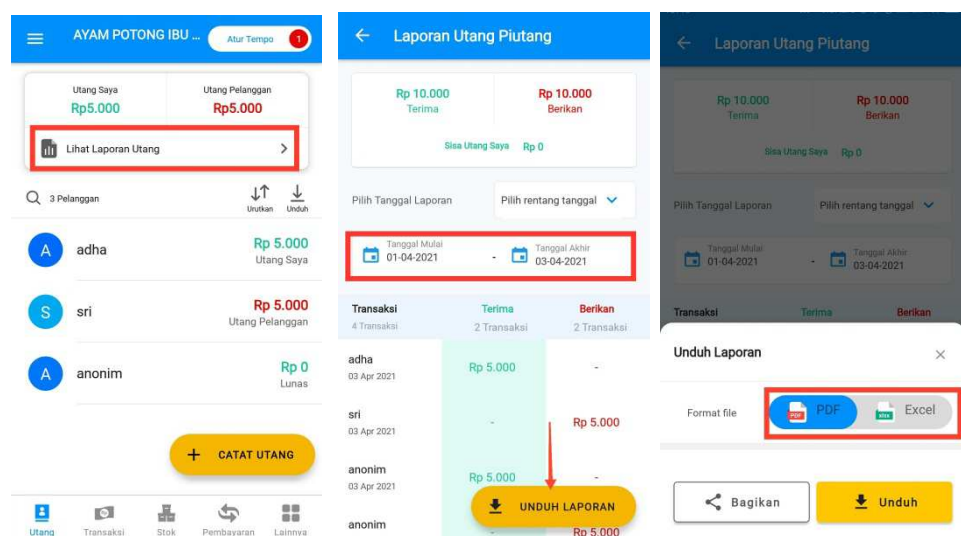 AYAM POTONG IBU ...
Atur Tempo
1
Utang Saya
Utang Pelanggan
Rp5.000
Rp5.000
Lihat Laporan Utang
3 Pelanggan
Urutkan
Unduh
A
adha
Rp 5.000
Utang Saya
S
sri
Rp 5.000
Utang Pelanggan
A
anonim
Rp 0
Lunas
+ CATAT UTANG
Utang
Transaksi
Stok
Pembayaran
Lainnya
Laporan Utang Piutang
Rp 10.000
Rp 10.000
Terima
Berikan
Sisa Utang Saya Rp 0
Pilih Tanggal Laporan
Pilih rentang tanggal
Tanggal Mulai
01-04-2021
-
Tanggal Akhir
03-04-2021
Transaksi
Terima
Berikan
4 Transaksi
2 Transaksi
2 Transaksi
adha
03 Apr 2021
Rp 5.000
-
sri
03 Apr 2021
-
Rp 5.000
anonim
03 Apr 2021
Rp 5.000
-
UNDUH LAPORAN
anonim
-
Rp 5.000
Laporan Utang Piutang
Rp 10.000
Rp 10.000
Terima
Berikan
Sisa Utang Saya Rp 0
Pilih Tanggal Laporan
Pilih rentang tanggal
Tanggal Mulai
01-04-2021
-
Tanggal Akhir
03-04-2021
Transaksi
Terima
Berikan
Unduh Laporan
Format file
PDF
PDF
xlsx
Excel
Bagikan
Unduh